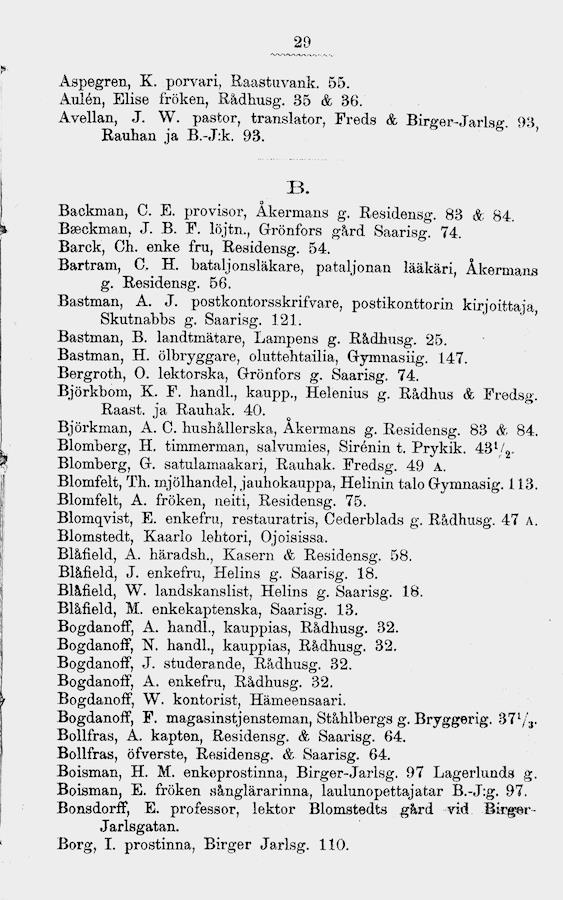 29
Aspegren, K. porvari, Raastuvank. 55.
Aulén, Elise fröken, Rådhusg. 35 & 36.
Avellan, J. W. pastor, translator, Freds & Birger-Jarlsg. 93,
Rauhan ja B.-J:k. 93.
B.
Backman, C. E. provisor, Åkermans g. Residensg. 83 & 84.
Bæckman, J. B. F. löjtn., Grönfors gård Saarisg. 74.
Barck, Ch. enke fru, Residensg. 54.
Bartram, C. H. bataljonsläkare, pataljonan lääkäri, Åkermans
g. Residensg. 56.
Bastman, A. J. postkontorsskrifvare, postikonttorin kirjoittaja,
Skutnabbs g. Saarisg. 121.
Bastman, B. landtmätare, Lampens g. Rådhusg. 25.
Bastman, H. ölbryggare, oluttehtailia, Gymnasiig. 147.
Bergroth, O. lektorska, Grönfors g. Saarisg. 74.
Björkbom, K. F. handl., kaupp., Helenius g. Rådhus & Fredsg.
Raast. ja Rauhak. 40.
Björkman, A. C. hushållerska, Åkermans g. Residensg. 83 & 84.
Blomberg, H. timmerman, salvumies, Sirénin t. Prykik. 43¹/₂.
Blomberg, G. satulamaakari, Rauhak. Fredsg. 49 A.
Blomfelt, Th. mjölhandel, jauhokauppa, Helinin talo Gymnasig. 113.
Blomfelt, A. fröken, neiti, Residensg. 75.
Blomqvist, E. enkefru, restauratris, Cederblads g. Rådhusg. 47 A.
Blomstedt, Kaarlo lehtori, Ojoisissa.
Blåfield, A. häradsh., Kasern & Residensg. 58.
Blåfield, J. enkefru, Helins g. Saarisg. 18.
Blåfield, W. landskanslist, Helins g. Saarisg. 18.
Blåfield, M. enkekaptenska, Saarisg. 13.
Bogdanoff, A. handl., kauppias, Rådhusg. 32.
Bogdanoff, N. handl., kauppias, Rådhusg. 32.
Bogdanoff, J. studerande, Rådhusg. 32.
Bogdanoff, A. enkefru, Rådhusg. 32.
Bogdanoff, W. kontorist, Hämeensaari.
Bogdanoff, F. magasinstjensteman, Ståhlbergs g. Bryggerig. 37¹/₃.
Bollfras, A. kapten, Residensg. & Saarisg. 64.
Bollfras, öfverste, Residensg. & Saarisg. 64.
Boisman, H. M. enkeprostinna, Birger-Jarlsg. 97 Lagerlunds g.
Boisman, E. fröken sånglärarinna, laulunopettajatar B.-J:g. 97.
Bonsdorff, E. professor, lektor Blomstedts gård vid Birger-
Jarlsgatan.
Borg, I. prostinna, Birger Jarlsg. 110.